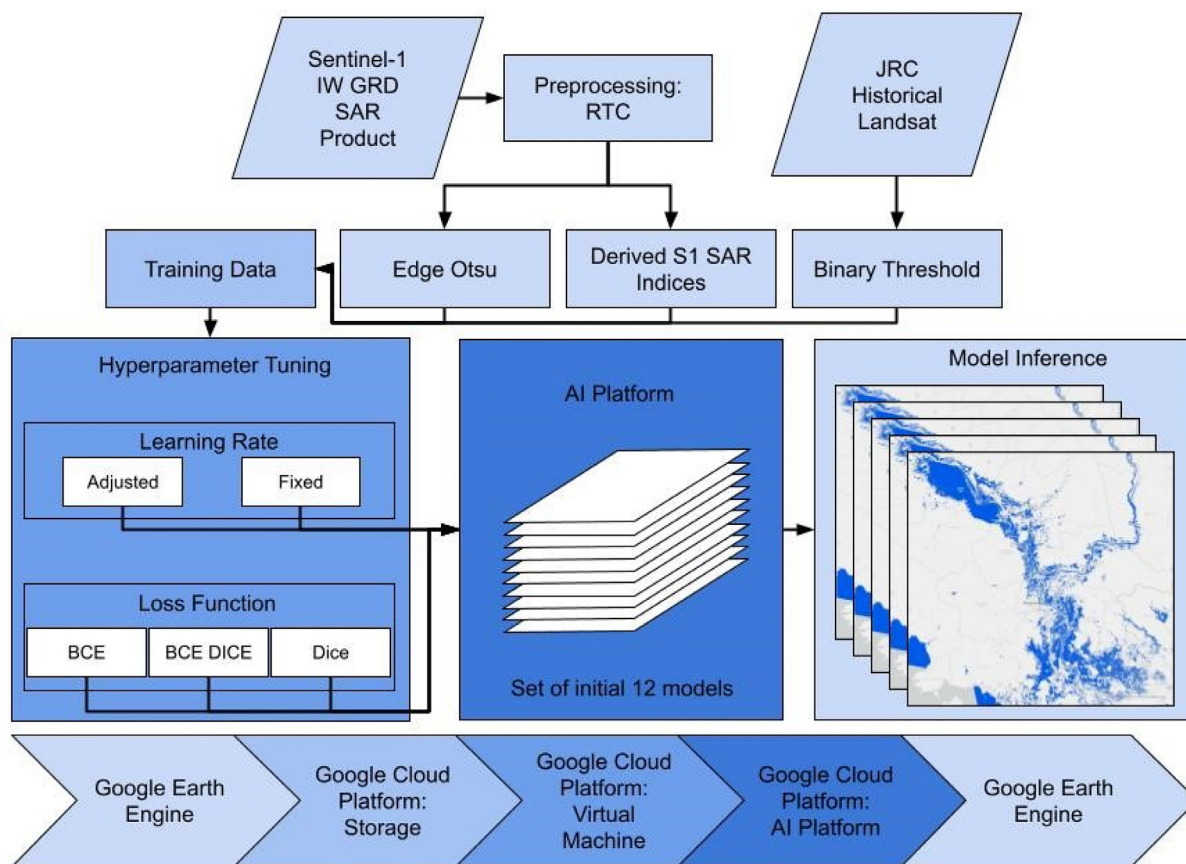 Sentinel-1
IW GRD
SAR
Product
Preprocessing:
RTC
JRC
Historical
Landsat
Training Data
Edge Otsu
Derived S1 SAR
Indices
Binary Threshold
Hyperparameter Tuning
Learning Rate
Adjusted
Fixed
Loss Function
BCE
BCE DICE
Dice
AI Platform
Set of initial 12 models
Model Inference
Google Earth
Engine
Google Cloud
Platform:
Storage
Google Cloud
Platform:
Virtual
Machine
Google Cloud
Platform:
AI Platform
Google Earth
Engine